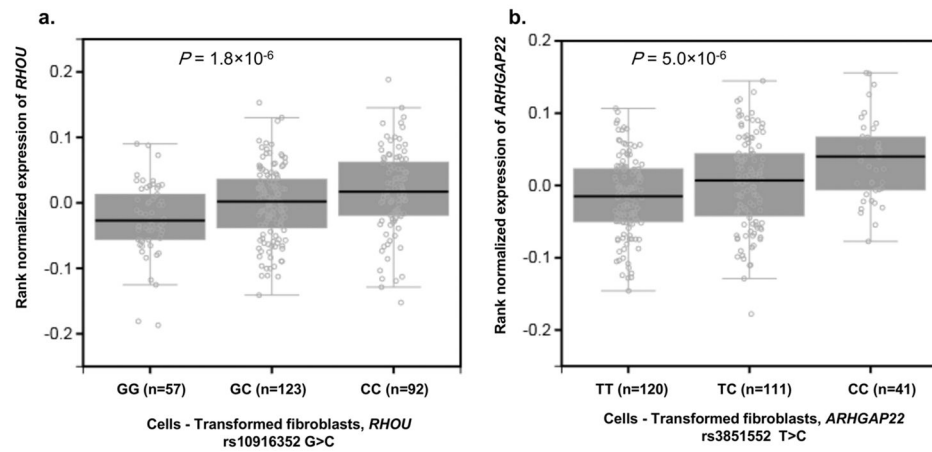 a.
P = 1.8×10⁻⁶
Rank normalized expression of RHOU
0.2
0.1
0.0
-0.1
-0.2
GG (n=57) GC (n=123) CC (n=92)
Cells - Transformed fibroblasts, RHOU
rs10916352 G>C
b.
P = 5.0×10⁻⁶
Rank normalized expression of ARHGAP22
0.2
0.1
0.0
-0.1
-0.2
TT (n=120) TC (n=111) CC (n=41)
Cells - Transformed fibroblasts, ARHGAP22
rs3851552 T>C